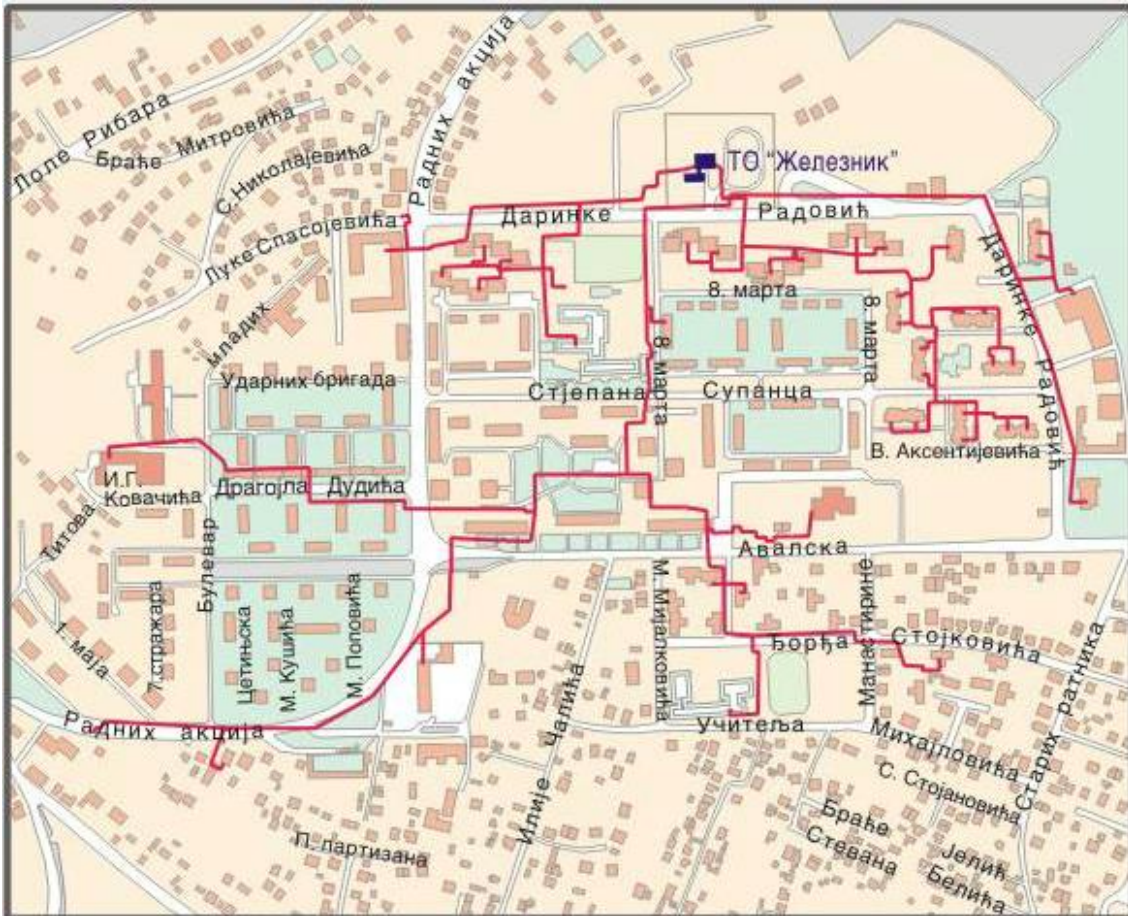 Радних акција
Лоле Рибара
Браће Митровића
С.Николајевића
ТО "Железник"
Луке Спасојевића
Даринке Радовић
Даринке Радовић
младих
8. марта
8. марта
8. марта
Ударних бригада
Стјепана Супанца
В. Аксентијевића
И.Г.
Ковачића
Драгојла Дудића
Титова
Булевар
Авалска
7.стражара
1. маја
Цетињска
М. Кушића
М. Поповића
М. Мијалковића
Манастирине
Ђорђа Стојковића
Радних акција
Илије Чалића
Учитеља Михајловића
Старих ратника
С. Стојановића
П. партизана
Браће
Стевана
Јелић
Белића